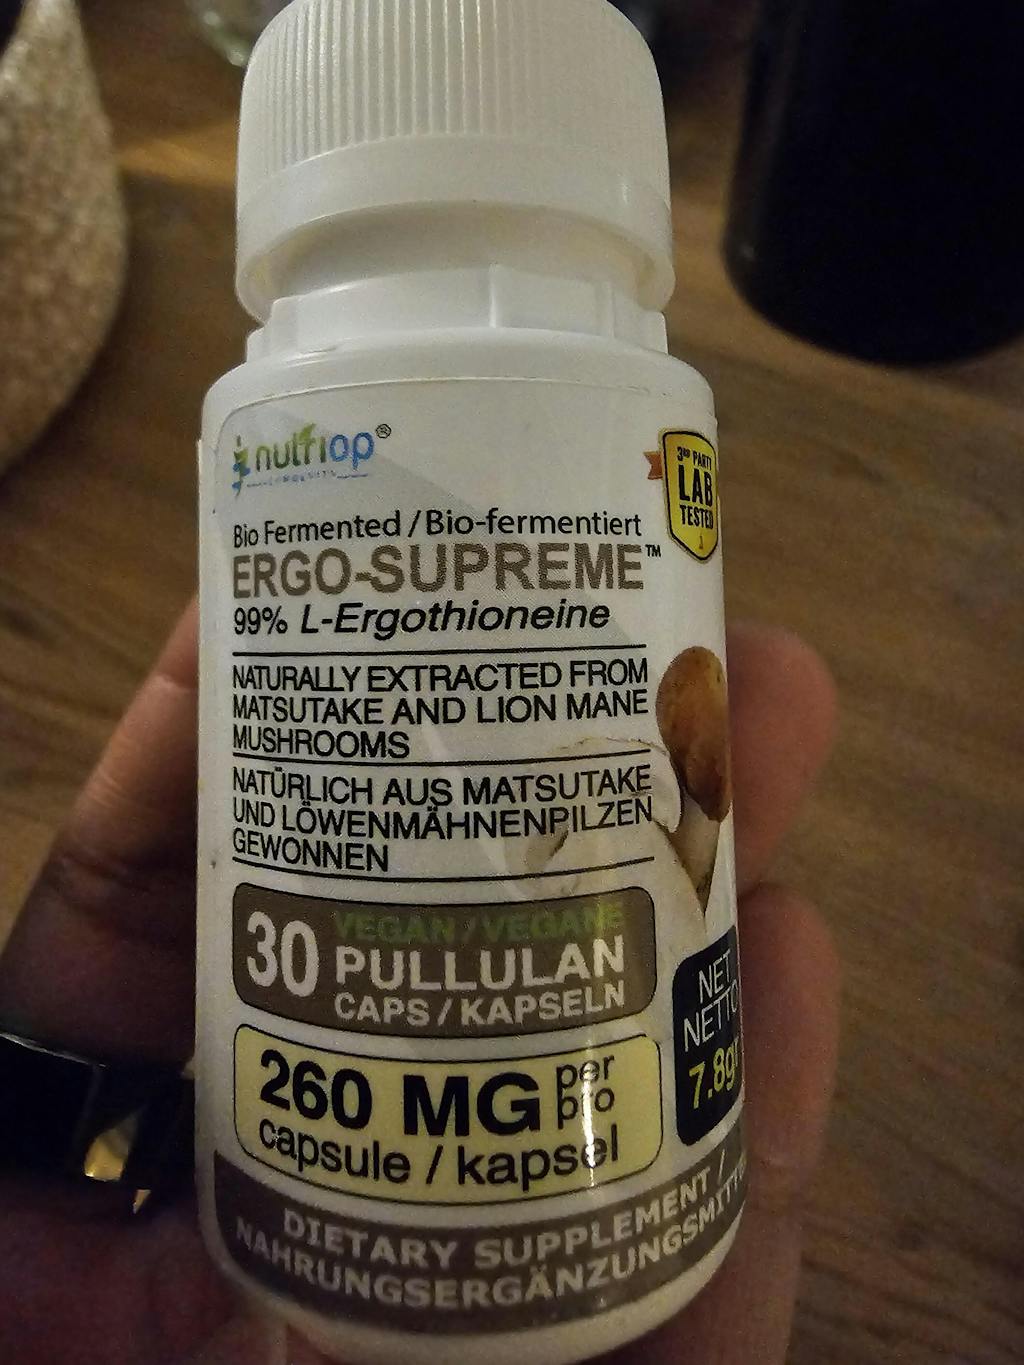 nutriop®
LONGEVITY
3RD PARTY
LAB
TESTED
Bio Fermented / Bio-fermentiert
ERGO-SUPREME™
99% L-Ergothioneine
NATURALLY EXTRACTED FROM
MATSUTAKE AND LION MANE
MUSHROOMS
NATÜRLICH AUS MATSUTAKE
UND LÖWENMÄHNENPILZEN
GEWONNEN
30
VEGAN / VEGANE
PULLULAN
CAPS / KAPSELN
NET
NETTO
7.8gr
260 MG per
pro
capsule / kapsel
DIETARY SUPPLEMENT /
NAHRUNGSERGÄNZUNGSMITT